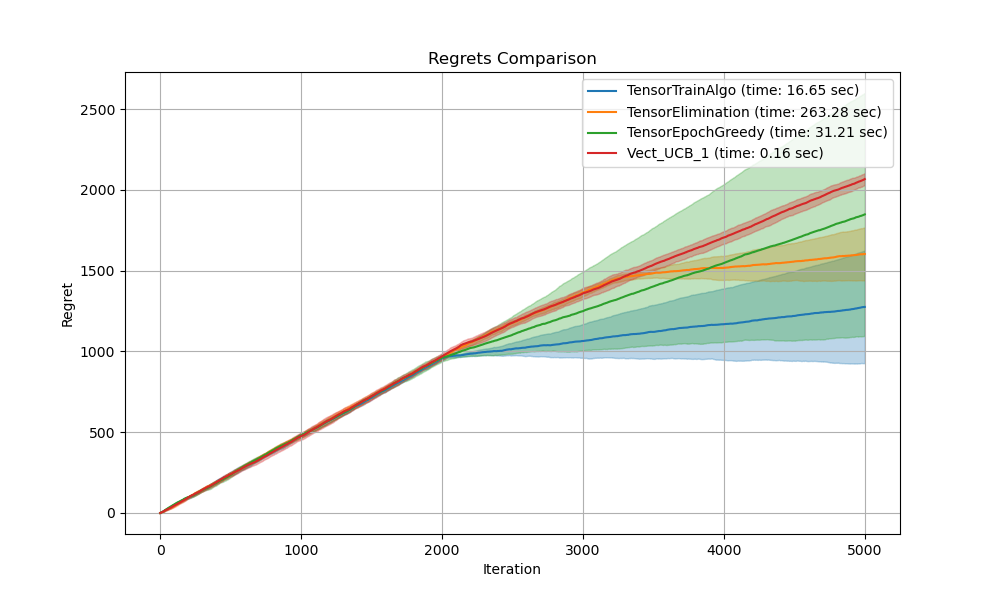 Regrets Comparison
TensorTrainAlgo (time: 16.65 sec)
TensorElimination (time: 263.28 sec)
TensorEpochGreedy (time: 31.21 sec)
Vect_UCB_1 (time: 0.16 sec)
Regret
2500
2000
1500
1000
500
0
0 1000 2000 3000 4000 5000
Iteration